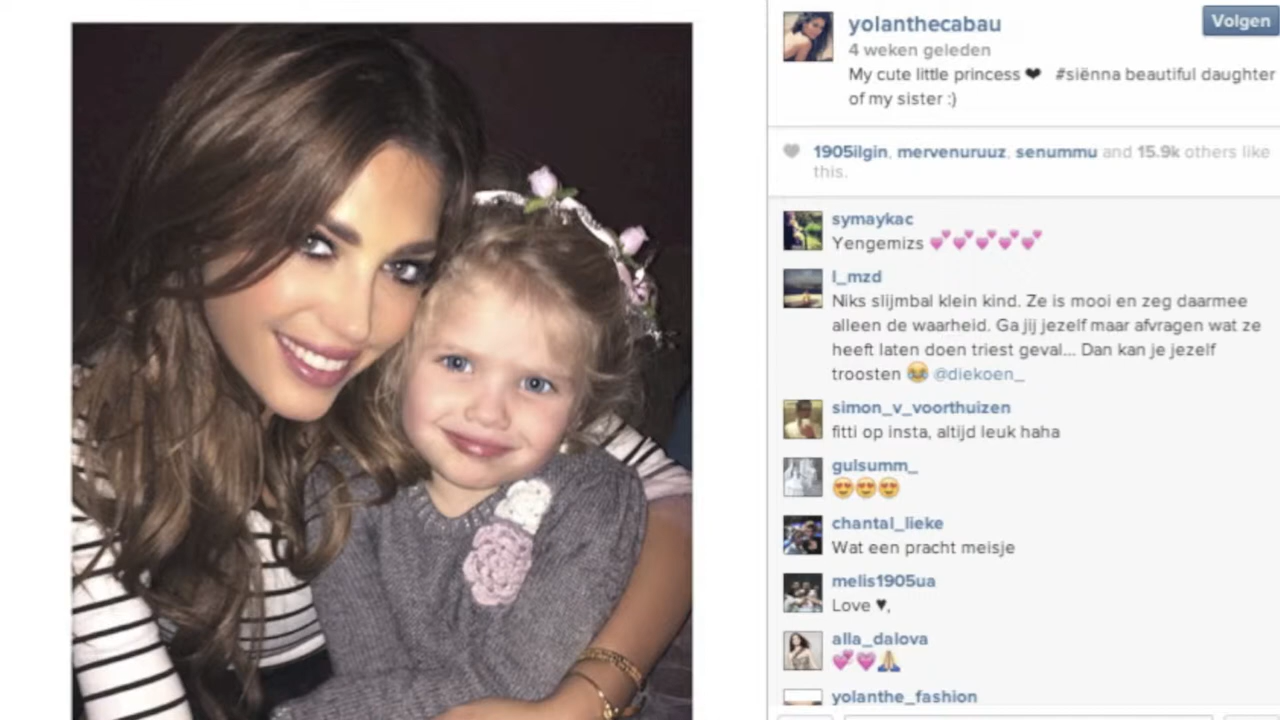 yolanthecabau
Volgen
4 weken geleden
My cute little princess ❤ #siënna beautiful daughter
of my sister :)
1905ilgin, mervenuruuz, senummu and 15.9k others like
this.
symaykac
Yengemizs 💕💕💕💕💕
l_mzd
Niks slijmbal klein kind. Ze is mooi en zeg daarmee
alleen de waarheid. Ga jij jezelf maar afvragen wat ze
heeft laten doen triest geval... Dan kan je jezelf
troosten 😂 @diekoen_
simon_v_voorthuizen
fitti op insta, altijd leuk haha
gulsumm_
😍😍😍
chantal_lieke
Wat een pracht meisje
melis1905ua
Love ♥,
alla_dalova
💕💗🙏
yolanthe_fashion